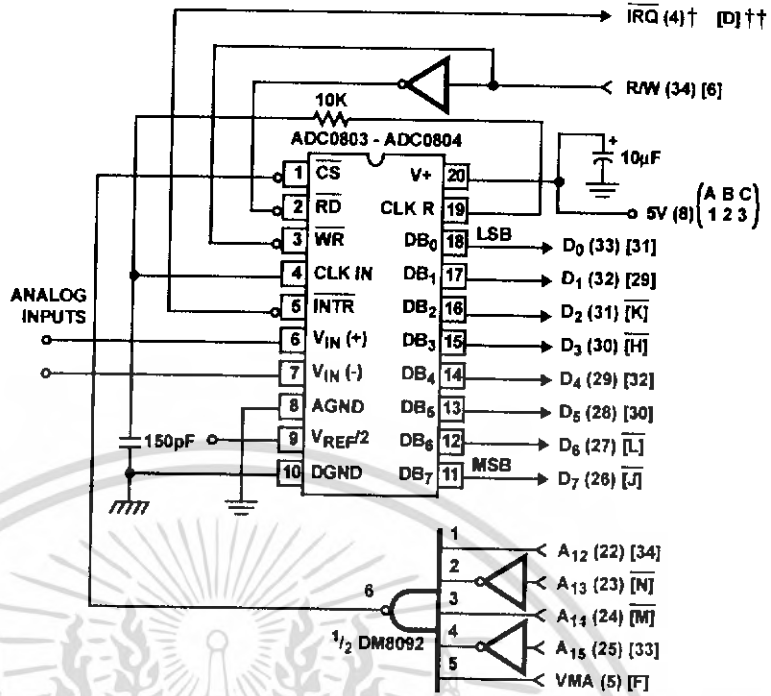 IRQ (4)† [D]††
R/W (34) [6]
10K
ADC0803 - ADC0804
1 CS V+ 20
10µF
2 RD CLK R 19
5V (8) (A B C
1 2 3)
3 WR DB0 18 LSB D0 (33) [31]
4 CLK IN DB1 17 D1 (32) [29]
ANALOG
INPUTS
5 INTR DB2 16 D2 (31) [K]
6 VIN (+) DB3 15 D3 (30) [H]
7 VIN (-) DB4 14 D4 (29) [32]
8 AGND DB5 13 D5 (28) [30]
150pF
9 VREF/2 DB6 12 D6 (27) [L]
10 DGND DB7 11 MSB D7 (26) [J]
1 A12 (22) [34]
2 A13 (23) [N]
6
3 A14 (24) [M]
1/2 DM8092
4 A15 (25) [33]
5 VMA (5) [F]